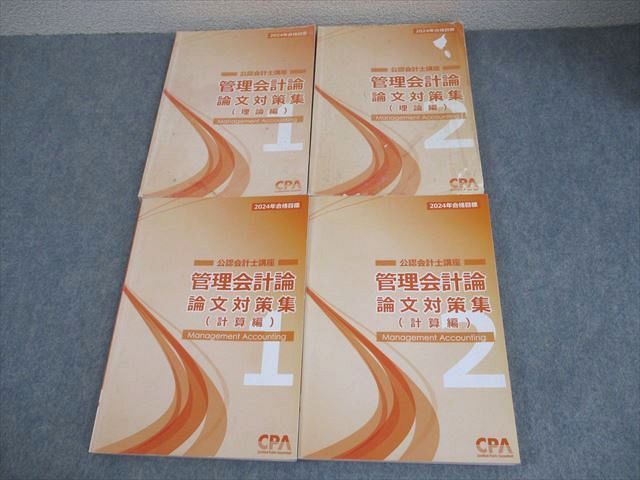 2024年合格目標
公認会計士講座
管理会計論
論文対策集
(理論編)
Management Accounting
1
CPA
2024年合格目標
公認会計士講座
管理会計論
論文対策集
(理論編)
Management Accounting
2
CPA
2024年合格目標
公認会計士講座
管理会計論
論文対策集
(計算編)
Management Accounting
1
CPA
Certified Public Accountant
2024年合格目標
公認会計士講座
管理会計論
論文対策集
(計算編)
Management Accounting
2
CPA
Certified Public Accountant